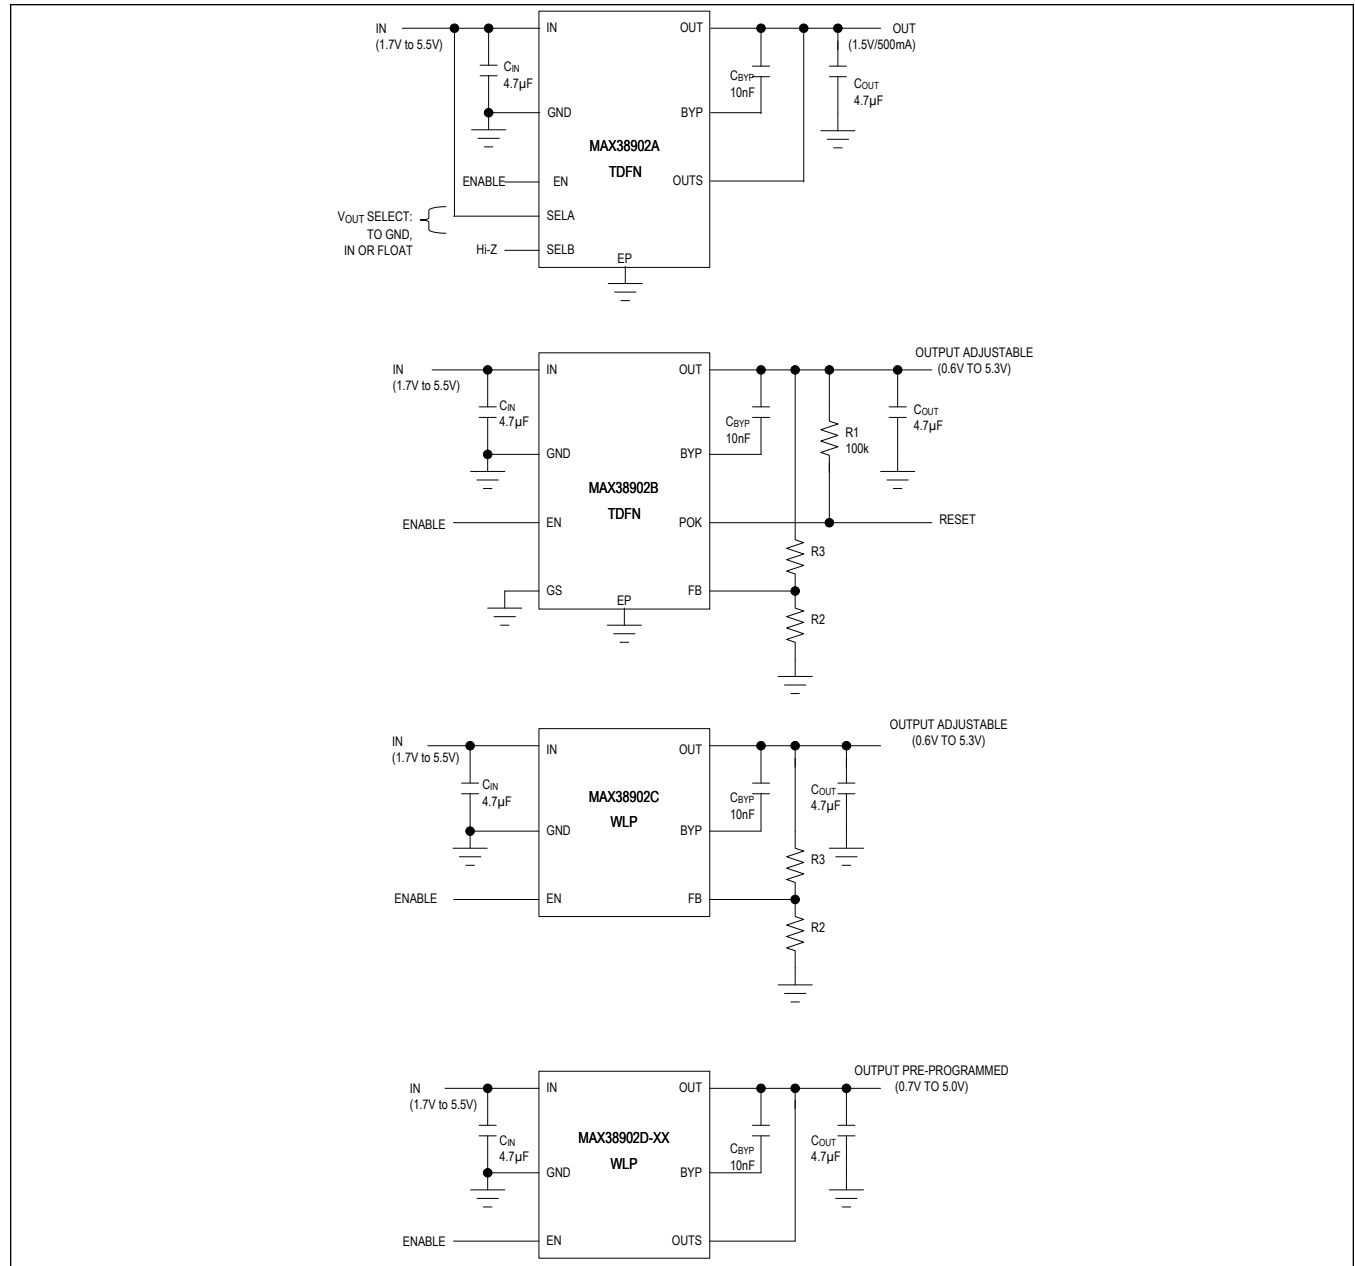 IN
(1.7V to 5.5V)
CIN
4.7µF
IN
GND
ENABLE
EN
VOUT SELECT:
TO GND,
IN OR FLOAT
SELA
Hi-Z
SELB
MAX38902A
TDFN
EP
OUT
BYP
OUTS
CBYP
10nF
COUT
4.7µF
OUT
(1.5V/500mA)
IN
(1.7V to 5.5V)
CIN
4.7µF
IN
GND
ENABLE
EN
GS
MAX38902B
TDFN
EP
OUT
BYP
POK
FB
CBYP
10nF
R1
100k
COUT
4.7µF
OUTPUT ADJUSTABLE
(0.6V TO 5.3V)
RESET
R3
R2
IN
(1.7V to 5.5V)
CIN
4.7µF
IN
GND
ENABLE
EN
MAX38902C
WLP
OUT
BYP
FB
CBYP
10nF
COUT
4.7µF
OUTPUT ADJUSTABLE
(0.6V TO 5.3V)
R3
R2
IN
(1.7V to 5.5V)
CIN
4.7µF
IN
GND
ENABLE
EN
MAX38902D-XX
WLP
OUT
BYP
OUTS
CBYP
10nF
COUT
4.7µF
OUTPUT PRE-PROGRAMMED
(0.7V TO 5.0V)